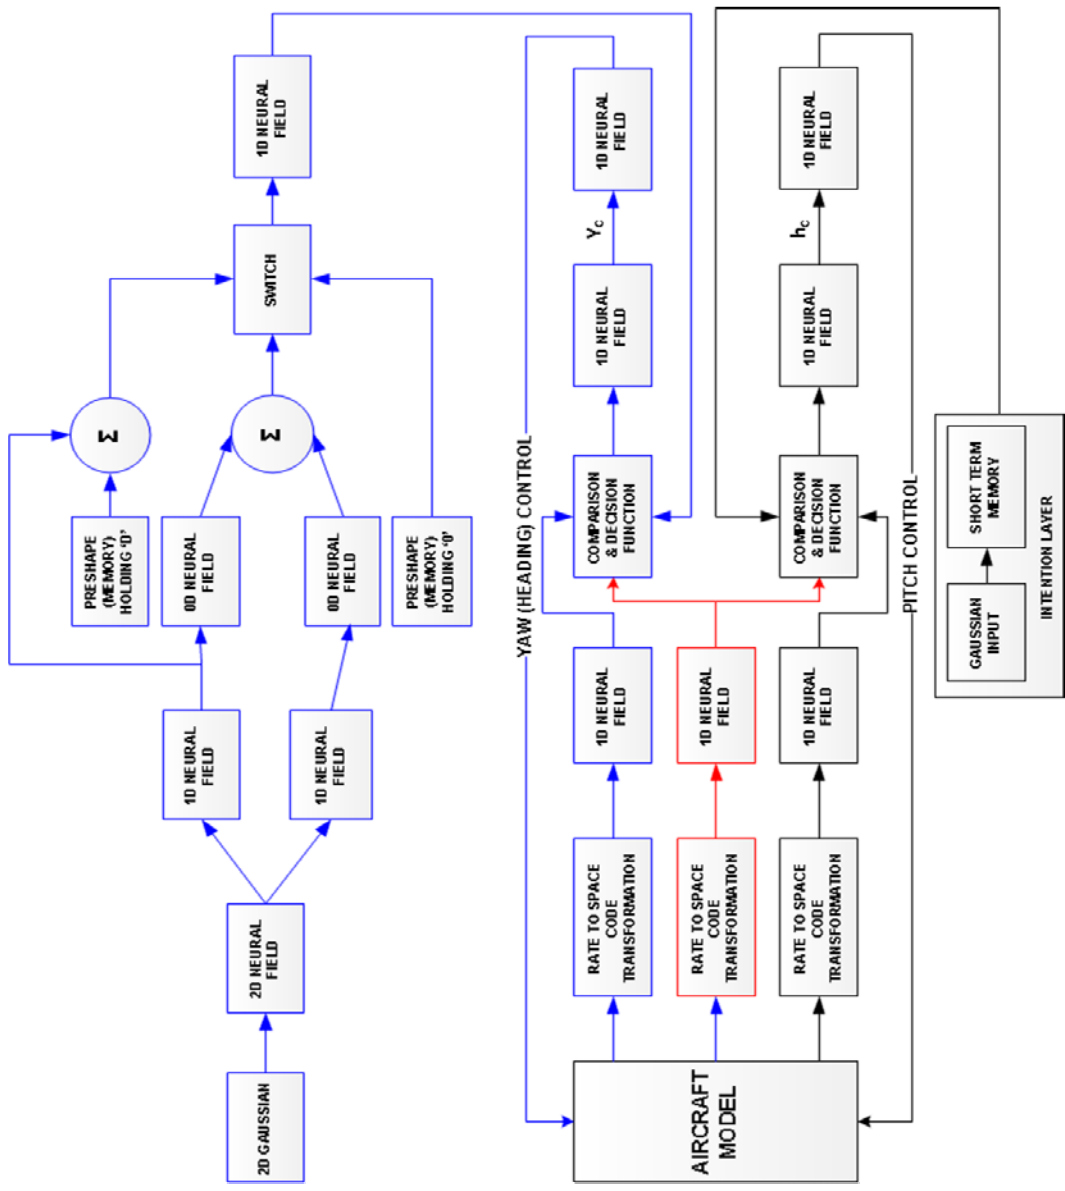 2D GAUSSIAN
2D NEURAL
FIELD
1D NEURAL
FIELD
1D NEURAL
FIELD
PRESHAPE
(MEMORY)
HOLDING 'D'
0D NEURAL
FIELD
0D NEURAL
FIELD
PRESHAPE
(MEMORY)
HOLDING '0'
Σ
Σ
SWITCH
1D NEURAL
FIELD
YAW (HEADING) CONTROL
AIRCRAFT
MODEL
RATE TO SPACE
CODE
TRANSFORMATION
1D NEURAL
FIELD
COMPARISON
& DECISION
FUNCTION
1D NEURAL
FIELD
Yc
1D NEURAL
FIELD
RATE TO SPACE
CODE
TRANSFORMATION
1D NEURAL
FIELD
RATE TO SPACE
CODE
TRANSFORMATION
1D NEURAL
FIELD
COMPARISON
& DECISION
FUNCTION
1D NEURAL
FIELD
hc
1D NEURAL
FIELD
PITCH CONTROL
GAUSSIAN
INPUT
SHORT TERM
MEMORY
INTENTION LAYER